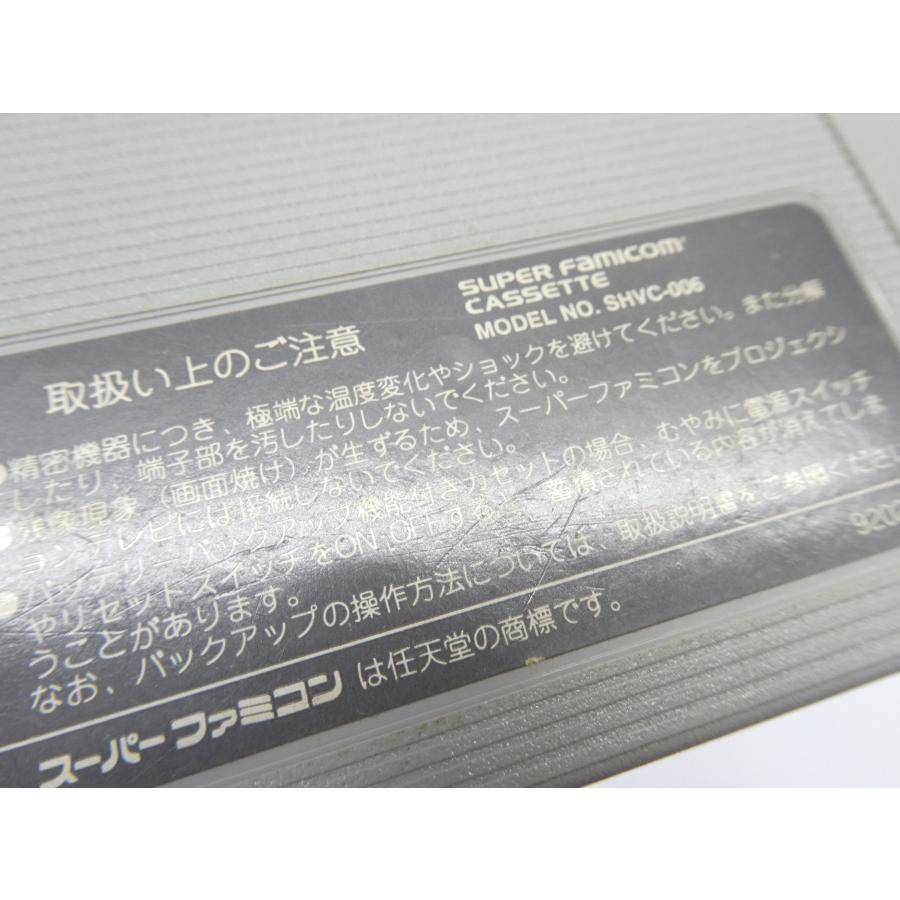 SUPER FAMICOM
CASSETTE
MODEL NO. SHVC-006
取扱い上のご注意
●精密機器につき、極端な温度変化やショックを避けてください。また分解
したり、端子部を汚したりしないでください。
●残像現象（画面焼け）が生ずるため、スーパーファミコンをプロジェクシ
ョンテレビには接続しないでください。
●バッテリーバックアップ機能付きカセットの場合、むやみに電源スイッチ
やリセットスイッチをON OFFすると、蓄積されている内容が消えてしま
うことがあります。
なお、バックアップの操作方法については、取扱説明書をご参照ください
9202
スーパーファミコンは任天堂の商標です。